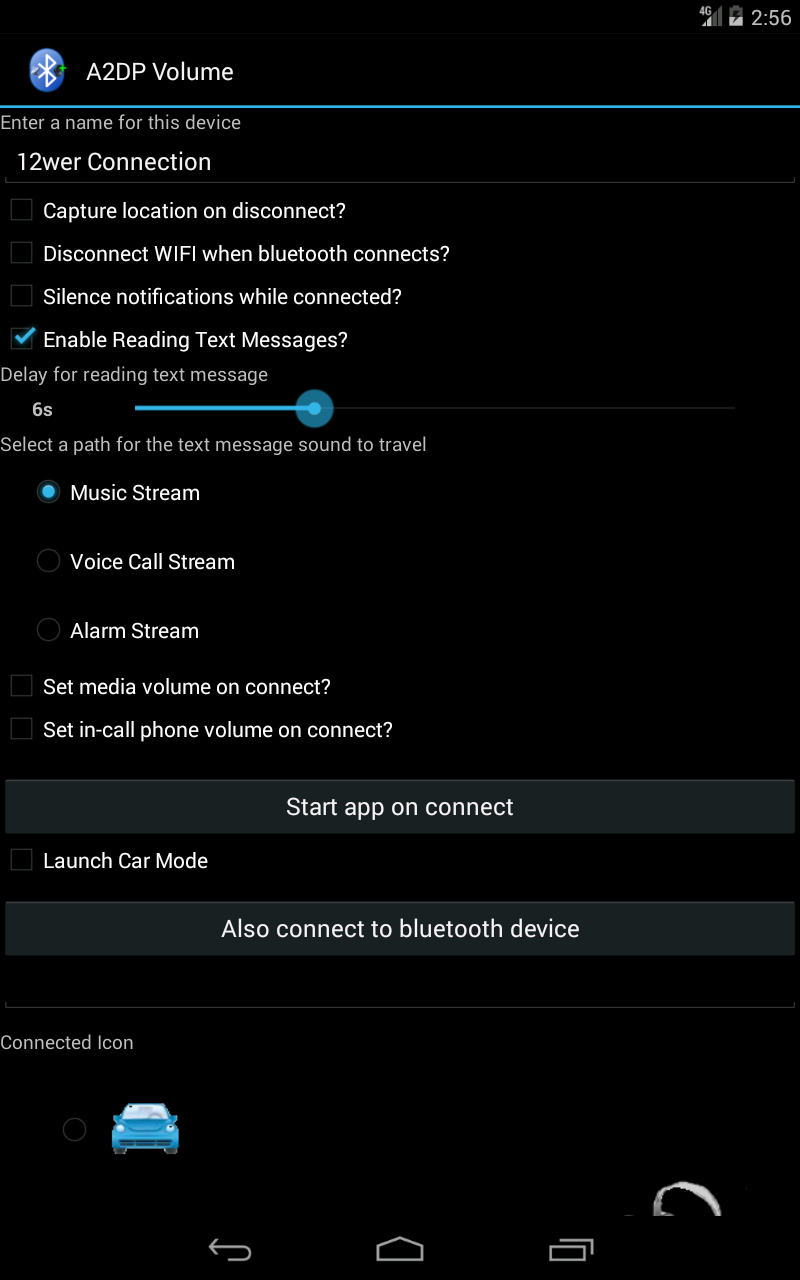 4G 2:56
A2DP Volume
Enter a name for this device
12wer Connection
Capture location on disconnect?
Disconnect WIFI when bluetooth connects?
Silence notifications while connected?
Enable Reading Text Messages?
Delay for reading text message
6s
Select a path for the text message sound to travel
Music Stream
Voice Call Stream
Alarm Stream
Set media volume on connect?
Set in-call phone volume on connect?
Start app on connect
Launch Car Mode
Also connect to bluetooth device
Connected Icon